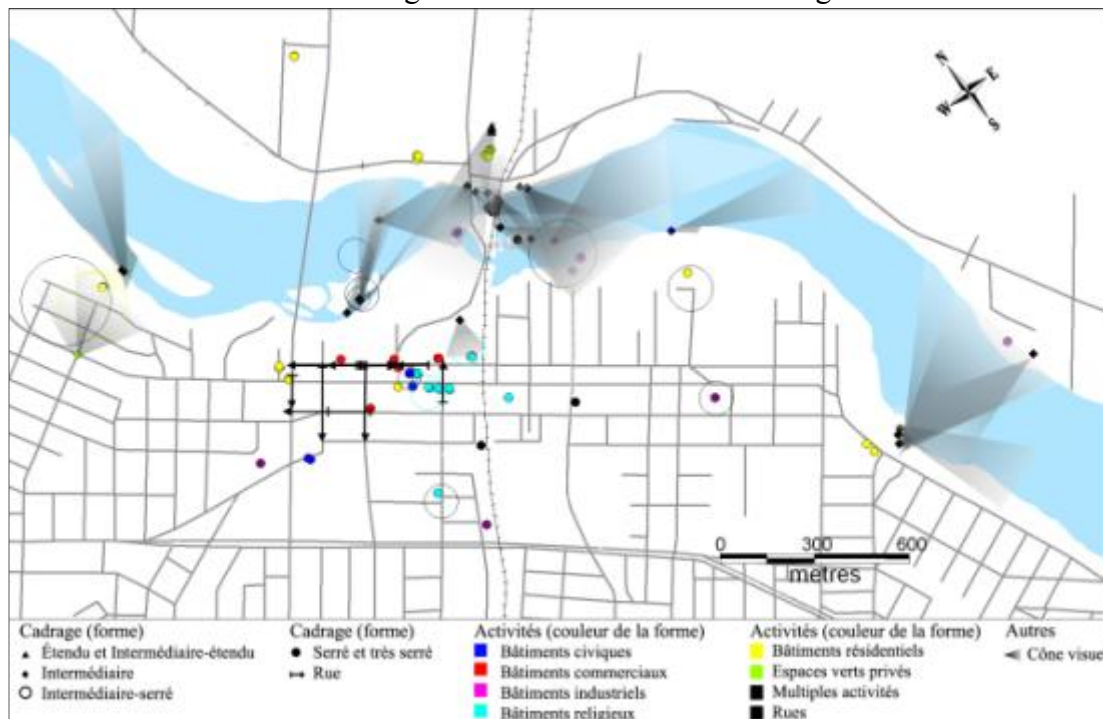 N
E
W
S
0 300 600
metres
Cadrage (forme)
Étendu et Intermédiaire-étendu
Intermédiaire
Intermédiaire-serré
Cadrage (forme)
Serré et très serré
Rue
Activités (couleur de la forme)
Bâtiments civiques
Bâtiments commerciaux
Bâtiments industriels
Bâtiments religieux
Activités (couleur de la forme)
Bâtiments résidentiels
Espaces verts privés
Multiples activités
Rues
Autres
Cône visue